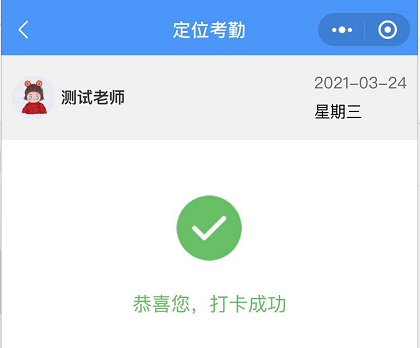 定位考勤
测试老师
2021-03-24
星期三
恭喜您，打卡成功